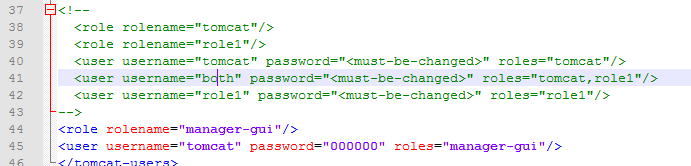 37 <!--
38 <role rolename="tomcat"/>
39 <role rolename="role1"/>
40 <user username="tomcat" password="<must-be-changed>" roles="tomcat"/>
41 <user username="both" password="<must-be-changed>" roles="tomcat,role1"/>
42 <user username="role1" password="<must-be-changed>" roles="role1"/>
43 -->
44 <role rolename="manager-gui"/>
45 <user username="tomcat" password="000000" roles="manager-gui"/>
46 </tomcat-users>